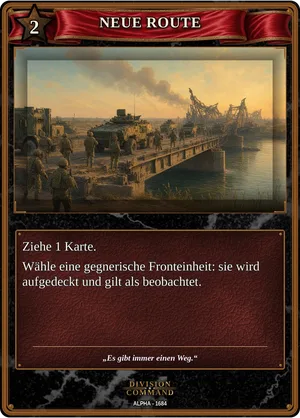 2
NEUE ROUTE
Ziehe 1 Karte.
Wähle eine gegnerische Fronteinheit: sie wird
aufgedeckt und gilt als beobachtet.
„Es gibt immer einen Weg.“
DIVISION
COMMAND
ALPHA - 1684